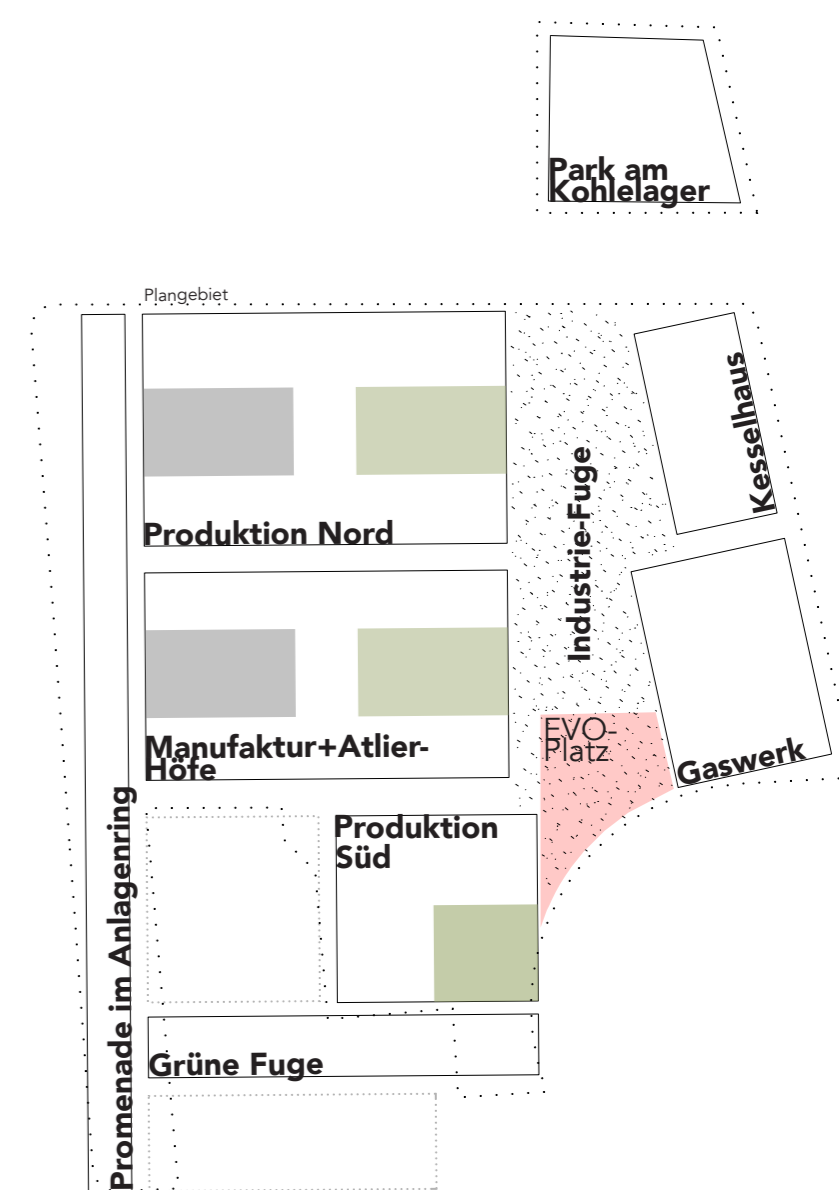 Park am
Kohlelager
Plangebiet
Kesselhaus
Industrie-Fuge
Produktion Nord
EVO-
Platz
Manufaktur+Atlier-
Höfe
Gaswerk
Produktion
Süd
Promenade im Anlagenring
Grüne Fuge